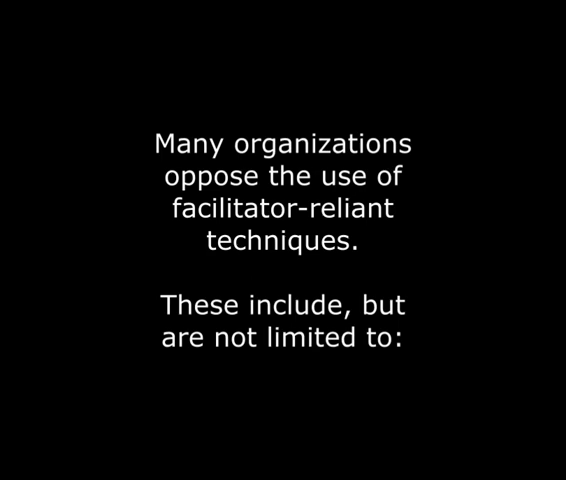 Many organizations
oppose the use of
facilitator-reliant
techniques.
These include, but
are not limited to: